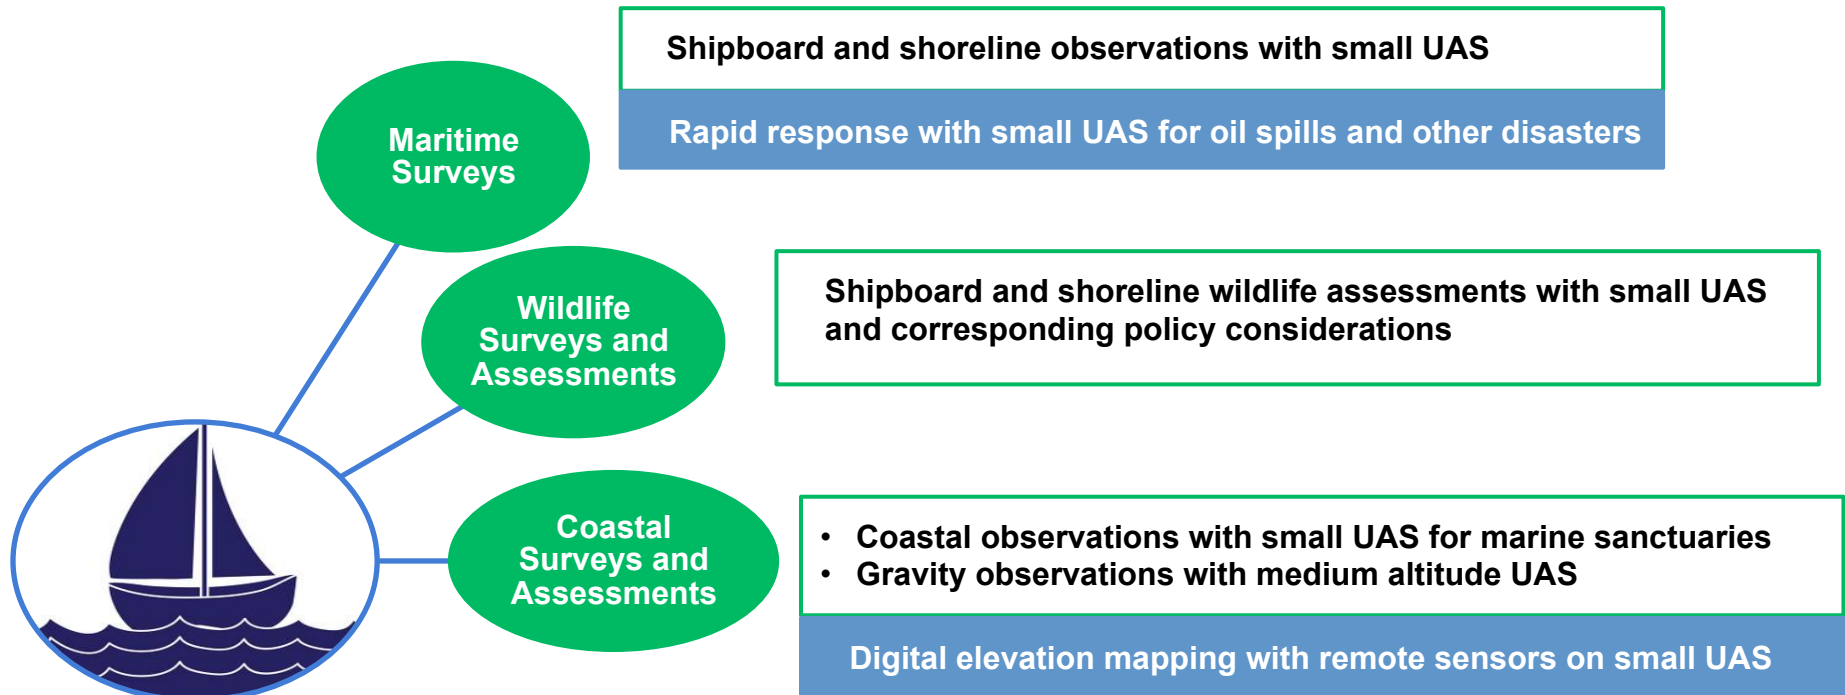 Shipboard and shoreline observations with small UAS
Rapid response with small UAS for oil spills and other disasters
Maritime
Surveys
Wildlife
Surveys and
Assessments
Shipboard and shoreline wildlife assessments with small UAS
and corresponding policy considerations
Coastal
Surveys and
Assessments
• Coastal observations with small UAS for marine sanctuaries
• Gravity observations with medium altitude UAS
Digital elevation mapping with remote sensors on small UAS